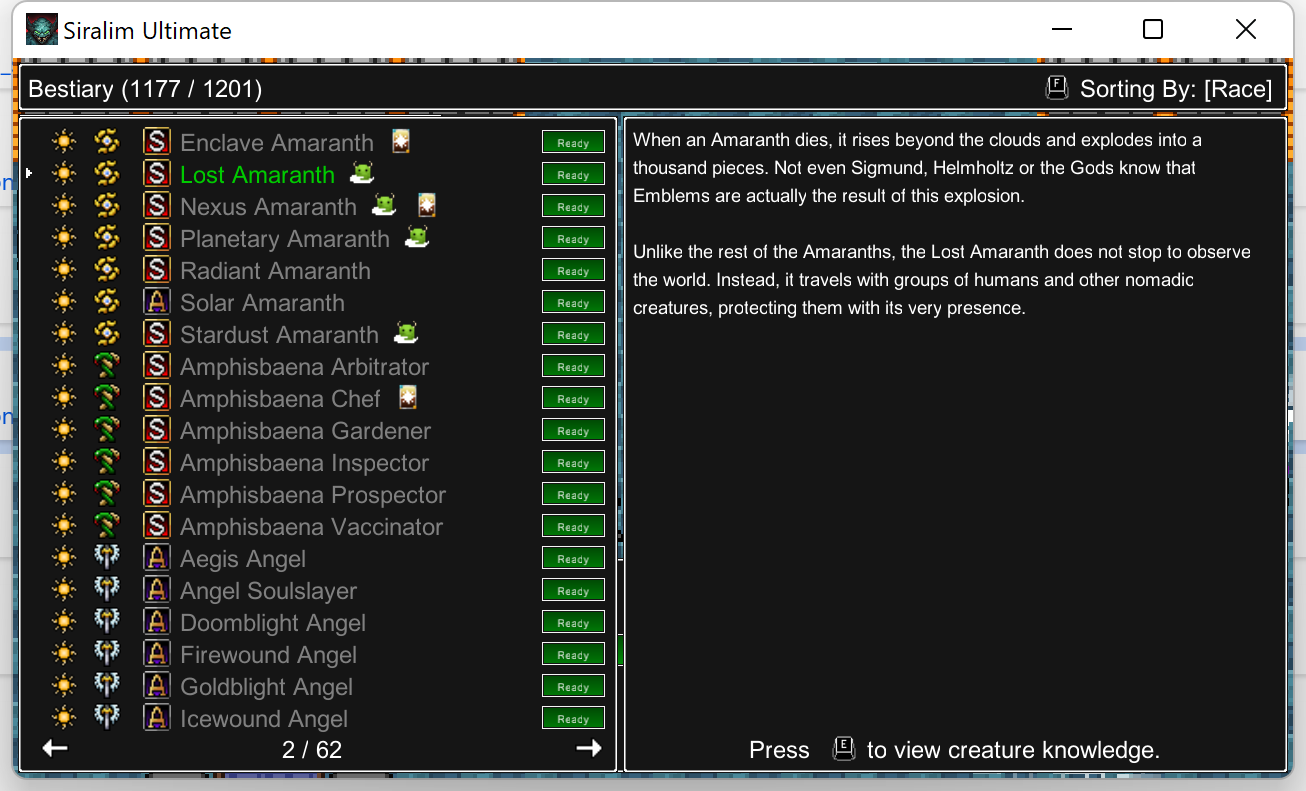 Siralim Ultimate
Bestiary (1177 / 1201)
F Sorting By: [Race]
S Enclave Amaranth Ready
S Lost Amaranth Ready
S Nexus Amaranth Ready
S Planetary Amaranth Ready
S Radiant Amaranth Ready
A Solar Amaranth Ready
S Stardust Amaranth Ready
S Amphisbaena Arbitrator Ready
S Amphisbaena Chef Ready
S Amphisbaena Gardener Ready
S Amphisbaena Inspector Ready
S Amphisbaena Prospector Ready
S Amphisbaena Vaccinator Ready
A Aegis Angel Ready
A Angel Soulslayer Ready
A Doomblight Angel Ready
A Firewound Angel Ready
A Goldblight Angel Ready
A Icewound Angel Ready
2 / 62
When an Amaranth dies, it rises beyond the clouds and explodes into a
thousand pieces. Not even Sigmund, Helmholtz or the Gods know that
Emblems are actually the result of this explosion.
Unlike the rest of the Amaranths, the Lost Amaranth does not stop to observe
the world. Instead, it travels with groups of humans and other nomadic
creatures, protecting them with its very presence.
Press E to view creature knowledge.